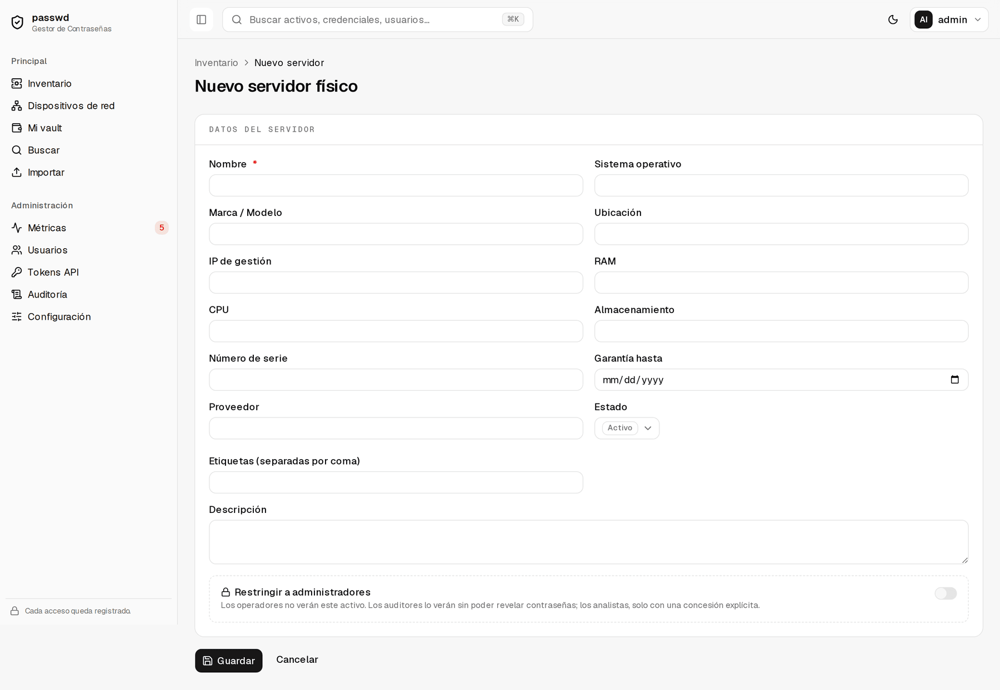 passwd
Gestor de Contraseñas
Principal
Inventario
Dispositivos de red
Mi vault
Buscar
Importar
Administración
Métricas 5
Usuarios
Tokens API
Auditoría
Configuración
Cada acceso queda registrado.
Buscar activos, credenciales, usuarios… ⌘K
AI admin
Inventario > Nuevo servidor
Nuevo servidor físico
DATOS DEL SERVIDOR
Nombre * Sistema operativo
Marca / Modelo Ubicación
IP de gestión RAM
CPU Almacenamiento
Número de serie Garantía hasta
mm/dd/yyyy
Proveedor Estado
Activo
Etiquetas (separadas por coma)
Descripción
Restringir a administradores
Los operadores no verán este activo. Los auditores lo verán sin poder revelar contraseñas; los analistas, solo con una concesión explícita.
Guardar Cancelar